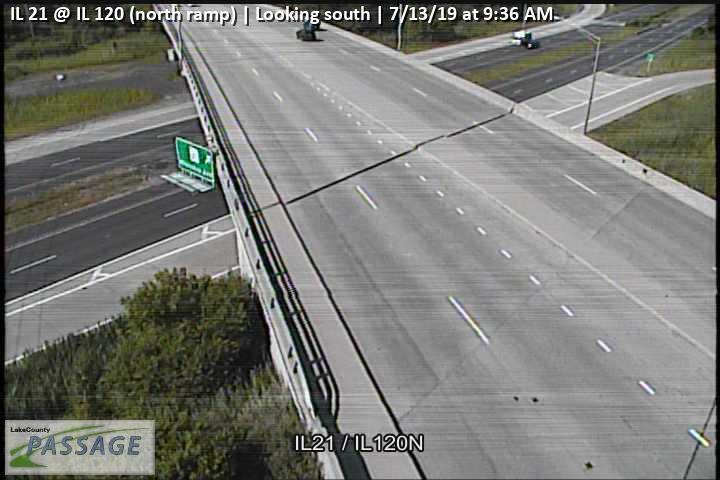 IL 21 @ IL 120 (north ramp) | Looking south | 7/13/19 at 9:36 AM
IL21 / IL120N
LakeCounty
PASSAGE